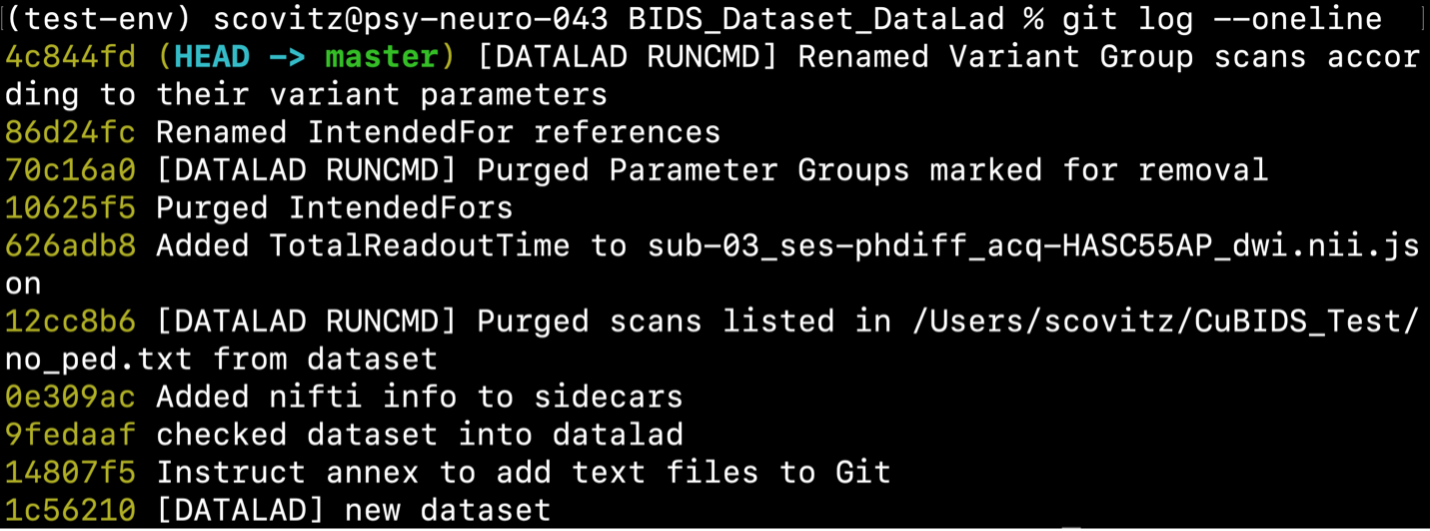 (test-env) scovitz@psy-neuro-043 BIDS_Dataset_DataLad % git log --oneline
4c844fd (HEAD -> master) [DATALAD RUNCMD] Renamed Variant Group scans accor
ding to their variant parameters
86d24fc Renamed IntendedFor references
70c16a0 [DATALAD RUNCMD] Purged Parameter Groups marked for removal
10625f5 Purged IntendedFors
626adb8 Added TotalReadoutTime to sub-03_ses-phdiff_acq-HASC55AP_dwi.nii.js
on
12cc8b6 [DATALAD RUNCMD] Purged scans listed in /Users/scovitz/CuBIDS_Test/
no_ped.txt from dataset
0e309ac Added nifti info to sidecars
9fedaaf checked dataset into datalad
14807f5 Instruct annex to add text files to Git
1c56210 [DATALAD] new dataset